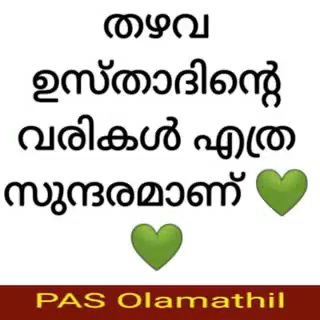 തഴവ
ഉസ്താദിന്റെ
വരികൾ എത്ര
സുന്ദരമാണ് 💚
💚
PAS Olamathil